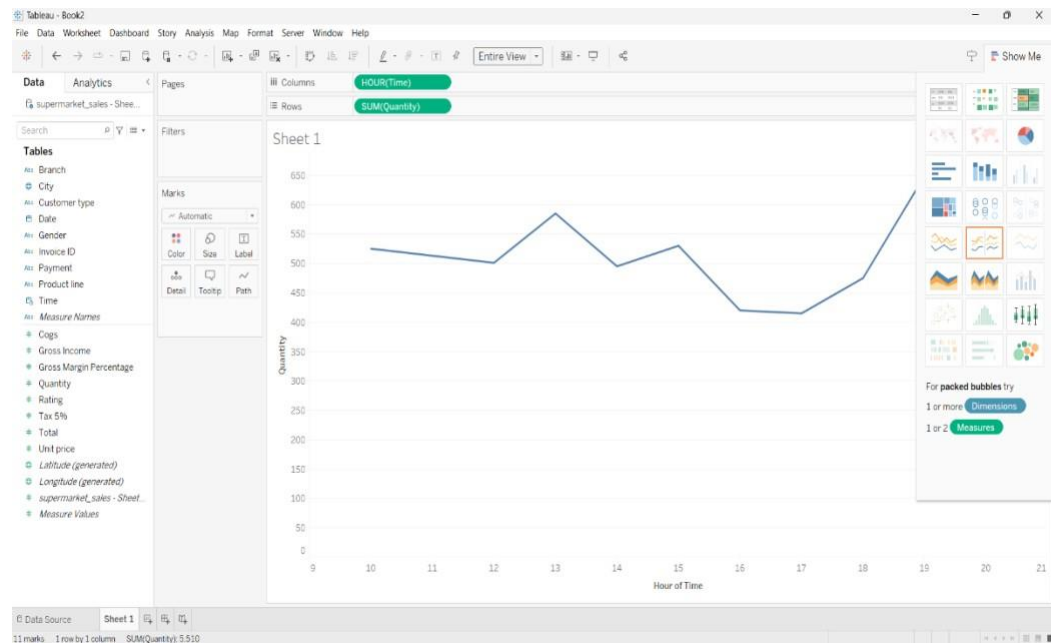 Tableau - Book2
File Data Worksheet Dashboard Story Analysis Map Format Server Window Help
Entire View
Show Me
Data Analytics
supermarket_sales - Shee...
Search
Tables
Abc Branch
City
Abc Customer type
Date
Abc Gender
Abc Invoice ID
Abc Payment
Abc Product line
Time
Abc Measure Names
Cogs
Gross Income
Gross Margin Percentage
Quantity
Rating
Tax 5%
Total
Unit price
Latitude (generated)
Longitude (generated)
supermarket_sales - Sheet...
Measure Values
Pages
Filters
Marks
Automatic
Color Size Label
Detail Tooltip Path
Columns HOUR(Time)
Rows SUM(Quantity)
Sheet 1
650
600
550
500
450
400
350
300
250
200
150
100
50
0
Quantity
9 10 11 12 13 14 15 16 17 18 19 20 21
Hour of Time
For packed bubbles try
1 or more Dimensions
1 or 2 Measures
Data Source Sheet 1
11 marks 1 row by 1 column SUM(Quantity): 5.510